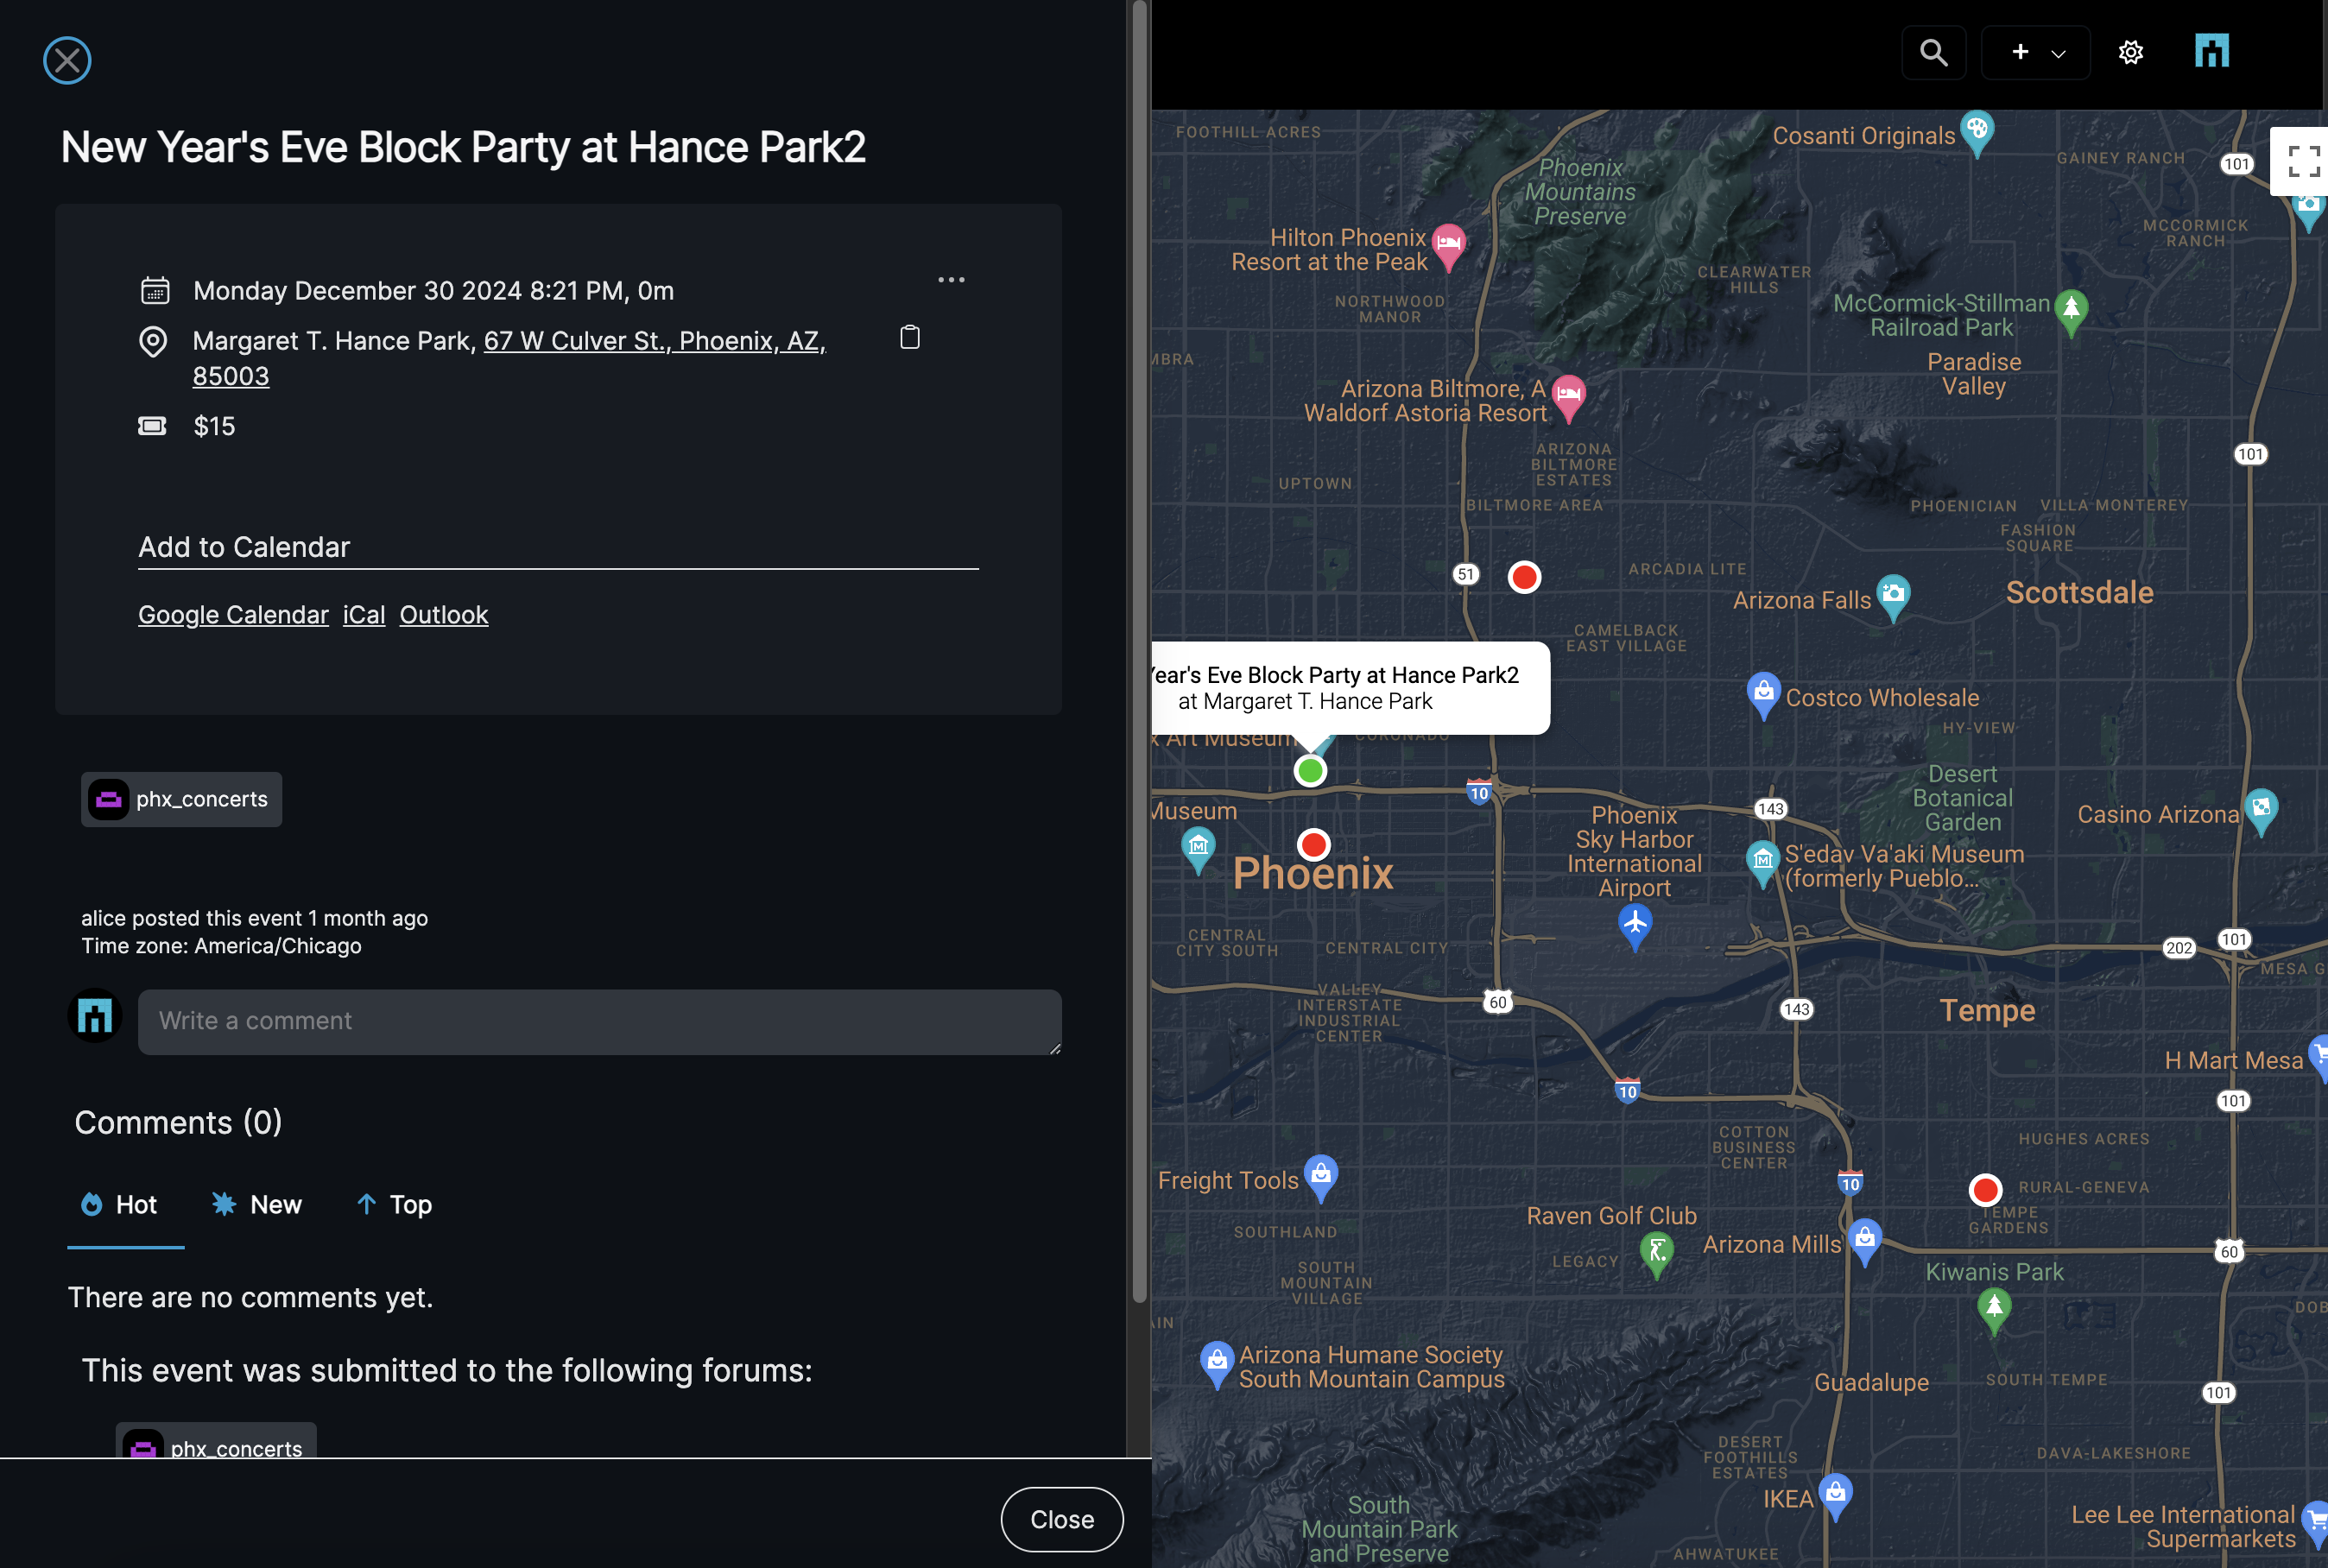 New Year's Eve Block Party at Hance Park2
Monday December 30 2024 8:21 PM, 0m
Margaret T. Hance Park, 67 W Culver St., Phoenix, AZ,
85003
$15
Add to Calendar
Google Calendar iCal Outlook
phx_concerts
alice posted this event 1 month ago
Time zone: America/Chicago
Write a comment
Comments (0)
Hot New Top
There are no comments yet.
This event was submitted to the following forums:
phx_concerts
Close
FOOTHILL ACRES
Cosanti Originals
GAINEY RANCH
101
Phoenix
Mountains
Preserve
MCCORMICK
RANCH
Hilton Phoenix
Resort at the Peak
CLEARWATER
HILLS
NORTHWOOD
MANOR
McCormick-Stillman
Railroad Park
MBRA
Paradise
Valley
Arizona Biltmore, A
Waldorf Astoria Resort
ARIZONA
BILTMORE
ESTATES
101
UPTOWN
BILTMORE AREA
PHOENICIAN
VILLA MONTEREY
FASHION
SQUARE
51
ARCADIA LITE
Arizona Falls
Scottsdale
CAMELBACK
EAST VILLAGE
Year's Eve Block Party at Hance Park2
at Margaret T. Hance Park
Costco Wholesale
HY-VIEW
x Art Museum
CORONADO
10
Desert
Botanical
Garden
143
Museum
Phoenix
Sky Harbor
International
Airport
Casino Arizona
Phoenix
S'edav Va'aki Museum
(formerly Pueblo...
CENTRAL
CITY SOUTH
CENTRAL CITY
202
101
MESA G
VALLEY
INTERSTATE
INDUSTRIAL
CENTER
60
143
Tempe
H Mart Mesa
10
101
COTTON
BUSINESS
CENTER
HUGHES ACRES
Freight Tools
10
RURAL-GENEVA
TEMPE
GARDENS
Raven Golf Club
SOUTHLAND
Arizona Mills
LEGACY
60
SOUTH
MOUNTAIN
VILLAGE
Kiwanis Park
DOB
AIN
Arizona Humane Society
South Mountain Campus
Guadalupe
SOUTH TEMPE
101
DESERT
FOOTHILLS
ESTATES
DAVA-LAKESHORE
IKEA
South
Mountain Park
and Preserve
Lee Lee International
Supermarkets
AHWATUKEE